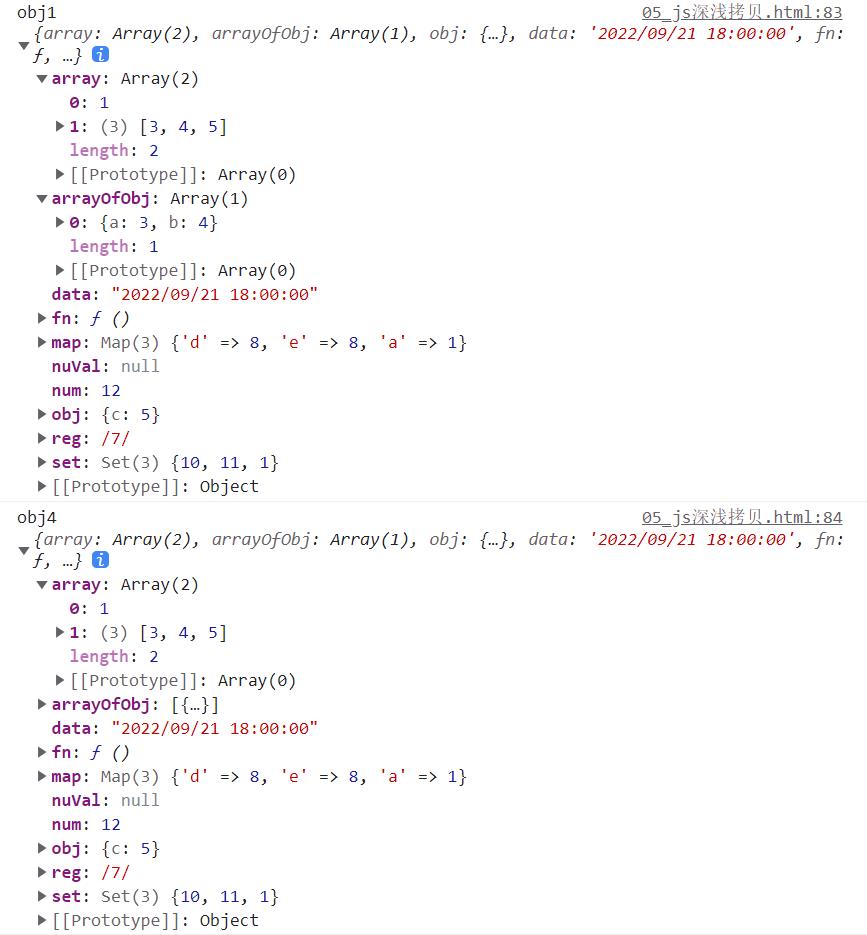 obj1 05_js深浅拷贝.html:83
{array: Array(2), arrayOfObj: Array(1), obj: {…}, data: '2022/09/21 18:00:00', fn:
ƒ, …} i
array: Array(2)
0: 1
1: (3) [3, 4, 5]
length: 2
[[Prototype]]: Array(0)
arrayOfObj: Array(1)
0: {a: 3, b: 4}
length: 1
[[Prototype]]: Array(0)
data: "2022/09/21 18:00:00"
fn: ƒ ()
map: Map(3) {'d' => 8, 'e' => 8, 'a' => 1}
nuVal: null
num: 12
obj: {c: 5}
reg: /7/
set: Set(3) {10, 11, 1}
[[Prototype]]: Object
obj4 05_js深浅拷贝.html:84
{array: Array(2), arrayOfObj: Array(1), obj: {…}, data: '2022/09/21 18:00:00', fn:
ƒ, …} i
array: Array(2)
0: 1
1: (3) [3, 4, 5]
length: 2
[[Prototype]]: Array(0)
arrayOfObj: [{…}]
data: "2022/09/21 18:00:00"
fn: ƒ ()
map: Map(3) {'d' => 8, 'e' => 8, 'a' => 1}
nuVal: null
num: 12
obj: {c: 5}
reg: /7/
set: Set(3) {10, 11, 1}
[[Prototype]]: Object